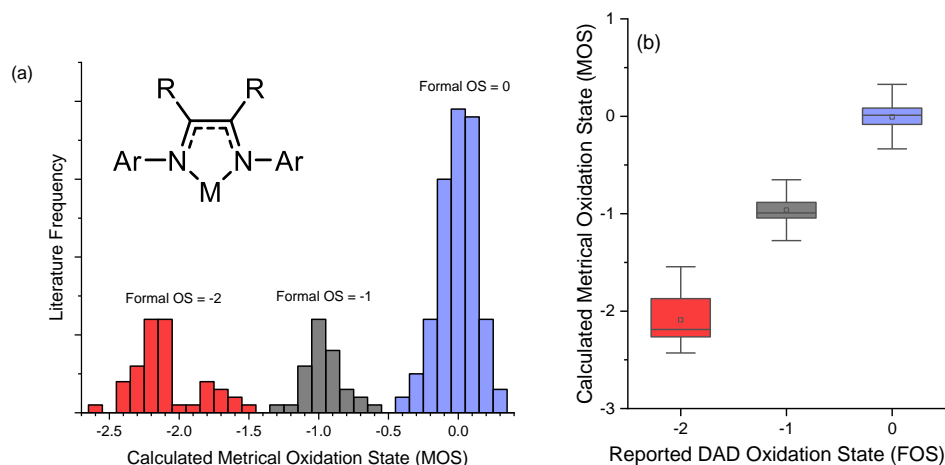 (a)
Literature Frequency
R R
Ar N N Ar
M
Formal OS = 0
Formal OS = -2
Formal OS = -1
-2.5 -2.0 -1.5 -1.0 -0.5 0.0
Calculated Metrical Oxidation State (MOS)
(b)
Calculated Metrical Oxidation State (MOS)
1
0
-1
-2
-3
-2 -1 0
Reported DAD Oxidation State (FOS)